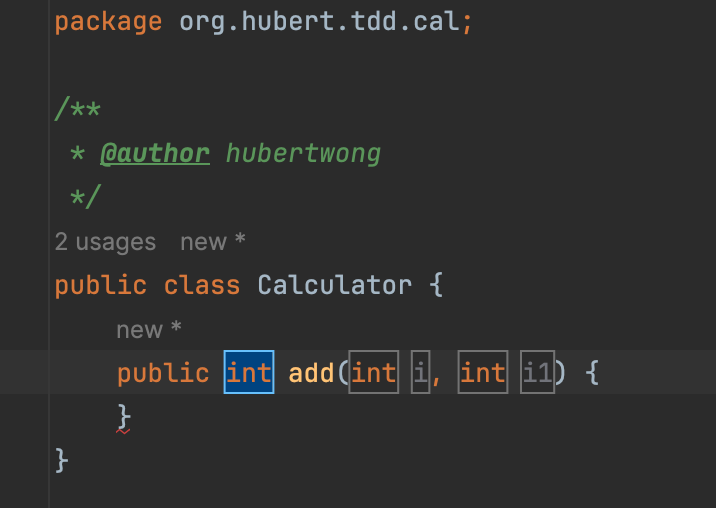 package org.hubert.tdd.cal;
/**
* @author hubertwong
*/
2 usages new *
public class Calculator {
new *
public int add(int i, int i1) {
}
}